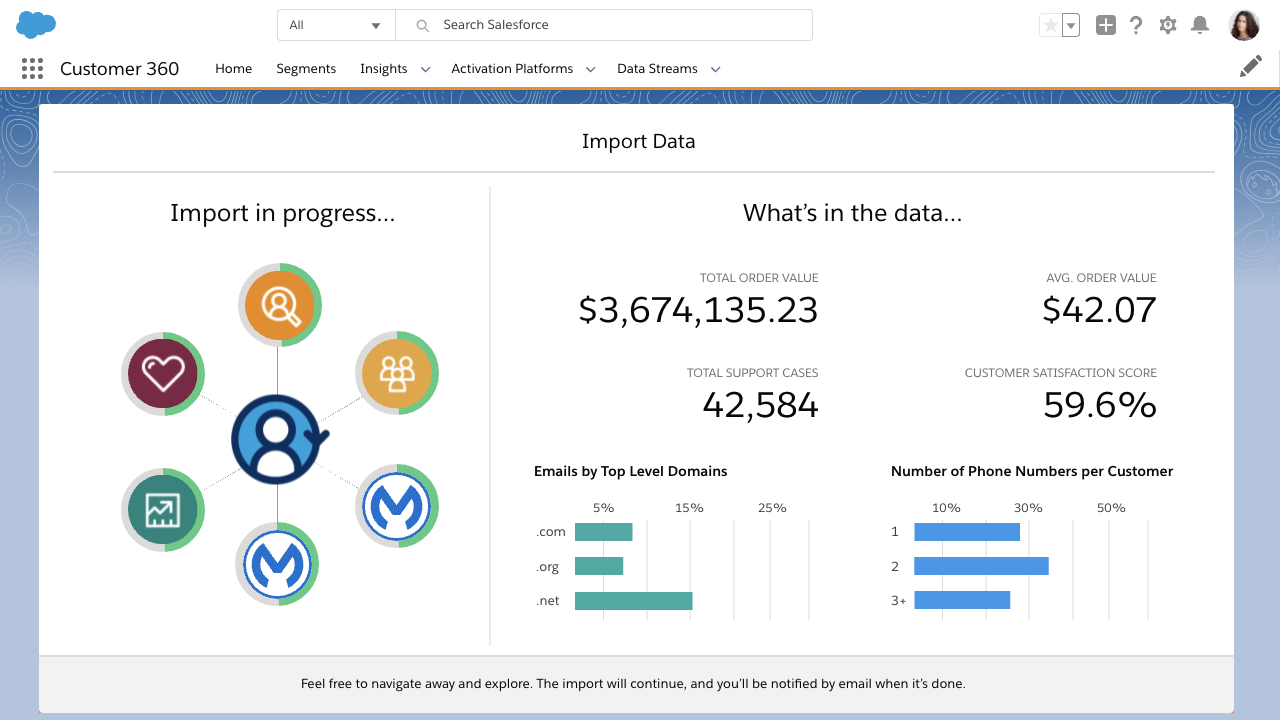 All
Search Salesforce
Customer 360
Home
Segments
Insights
Activation Platforms
Data Streams
Import Data
Import in progress...
What’s in the data...
TOTAL ORDER VALUE
$3,674,135.23
AVG. ORDER VALUE
$42.07
TOTAL SUPPORT CASES
42,584
CUSTOMER SATISFACTION SCORE
59.6%
Emails by Top Level Domains
5% 15% 25%
.com
.org
.net
Number of Phone Numbers per Customer
10% 30% 50%
1
2
3+
Feel free to navigate away and explore. The import will continue, and you’ll be notified by email when it’s done.